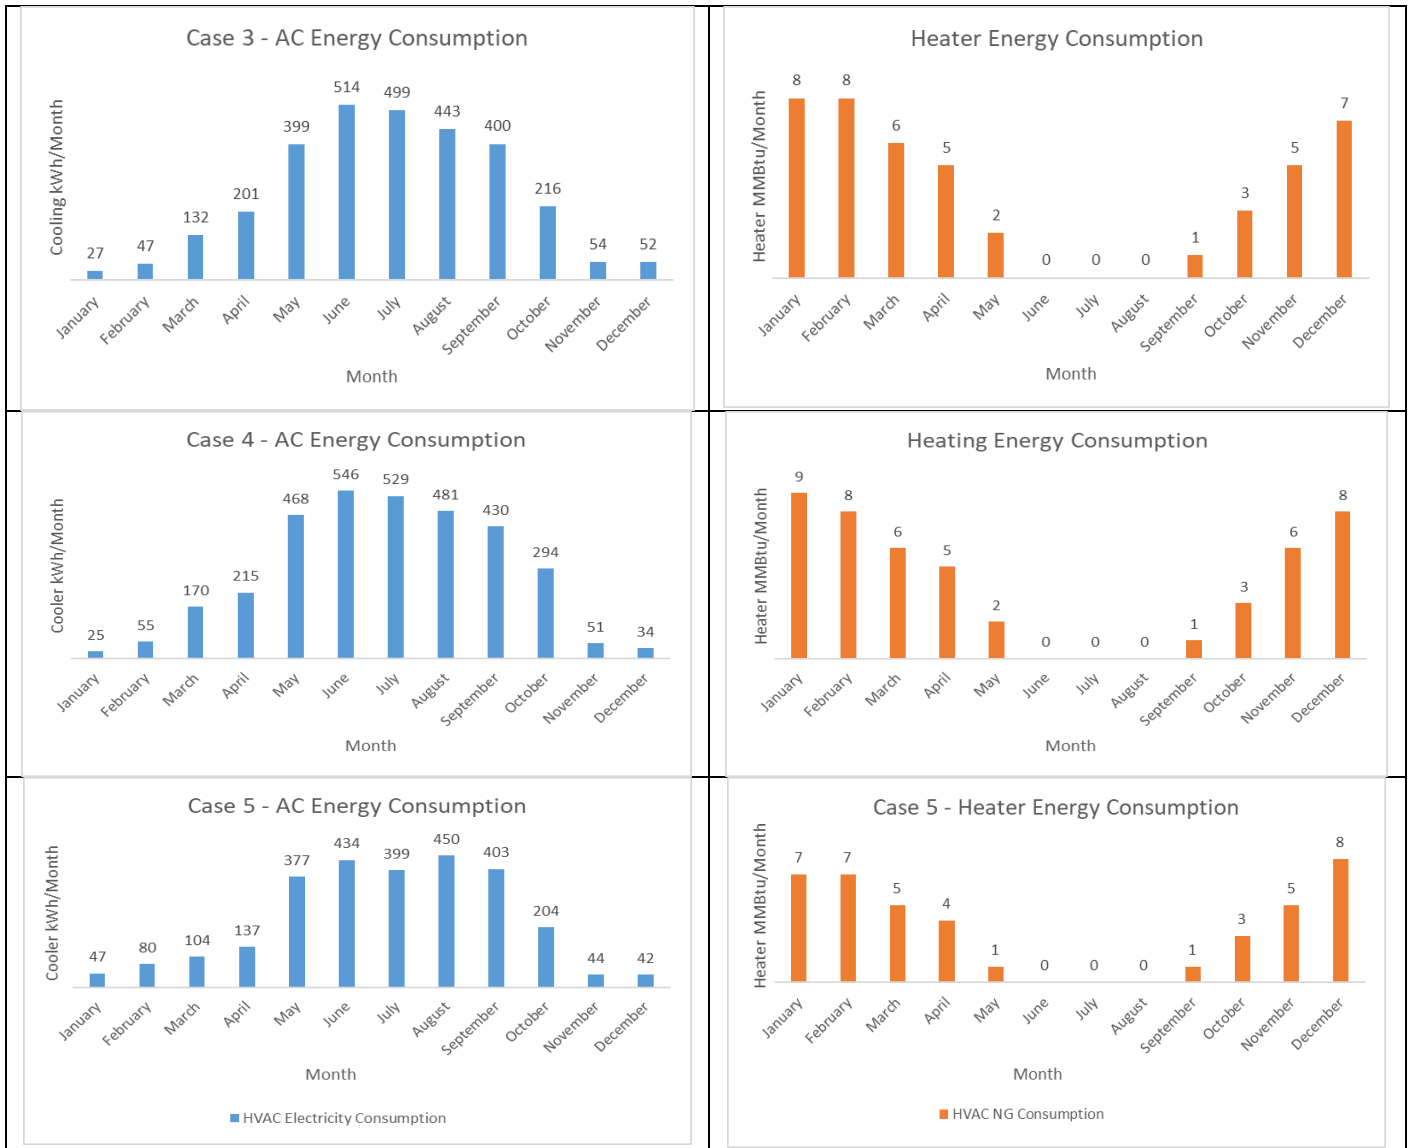 Case 3 - AC Energy Consumption
Cooling kWh/Month
27 47 132 201 399 514 499 443 400 216 54 52
January February March April May June July August September October November December
Month
Heater Energy Consumption
Heater MMBtu/Month
8 8 6 5 2 0 0 0 1 3 5 7
January February March April May June July August September October November December
Month
Case 4 - AC Energy Consumption
Cooler kWh/Month
25 55 170 215 468 546 529 481 430 294 51 34
January February March April May June July August September October November December
Month
Heating Energy Consumption
Heater MMBtu/Month
9 8 6 5 2 0 0 0 1 3 6 8
January February March April May June July August September October November December
Month
Case 5 - AC Energy Consumption
Cooler kWh/Month
47 80 104 137 377 434 399 450 403 204 44 42
January February March April May June July August September October November December
Month
HVAC Electricity Consumption
Case 5 - Heater Energy Consumption
Heater MMBtu/Month
7 7 5 4 1 0 0 0 1 3 5 8
January February March April May June July August September October November December
Month
HVAC NG Consumption